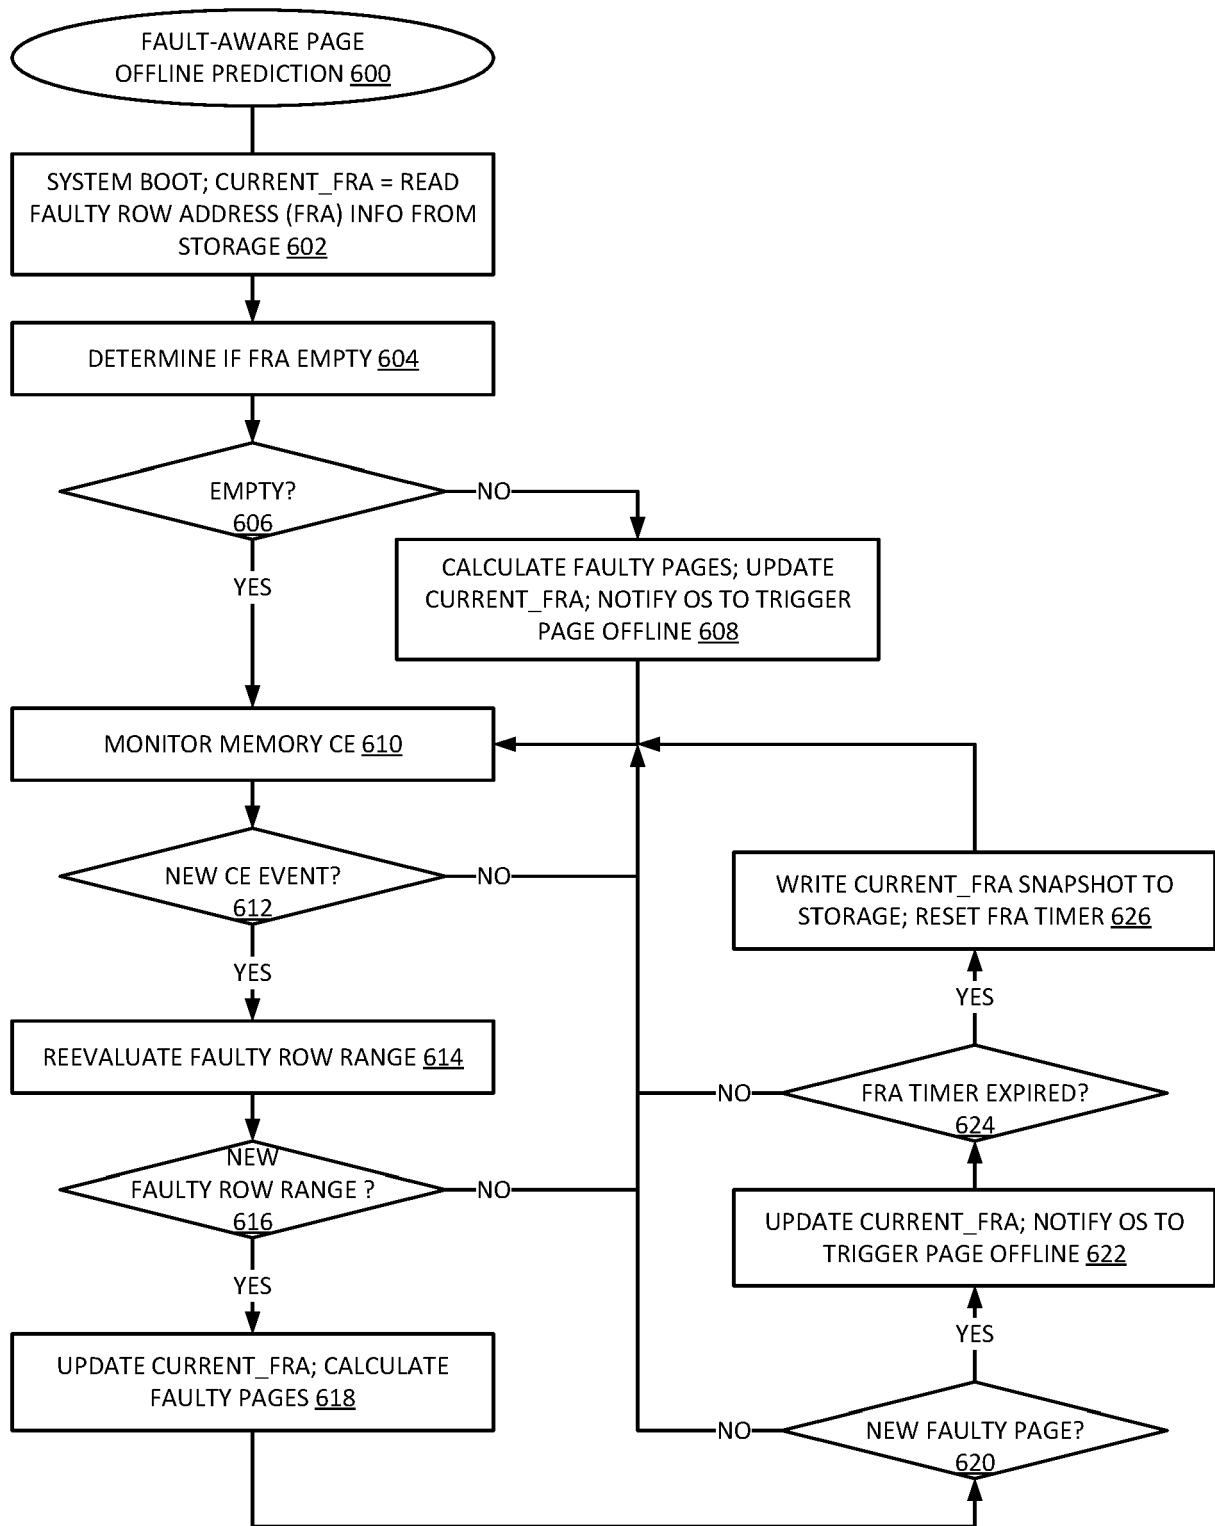 FAULT-AWARE PAGE
OFFLINE PREDICTION 600
SYSTEM BOOT; CURRENT_FRA = READ
FAULTY ROW ADDRESS (FRA) INFO FROM
STORAGE 602
DETERMINE IF FRA EMPTY 604
EMPTY?
606
NO
YES
CALCULATE FAULTY PAGES; UPDATE
CURRENT_FRA; NOTIFY OS TO TRIGGER
PAGE OFFLINE 608
MONITOR MEMORY CE 610
NEW CE EVENT?
612
NO
YES
REEVALUATE FAULTY ROW RANGE 614
NEW
FAULTY ROW RANGE ?
616
NO
YES
UPDATE CURRENT_FRA; CALCULATE
FAULTY PAGES 618
NEW FAULTY PAGE?
620
NO
YES
UPDATE CURRENT_FRA; NOTIFY OS TO
TRIGGER PAGE OFFLINE 622
FRA TIMER EXPIRED?
624
NO
YES
WRITE CURRENT_FRA SNAPSHOT TO
STORAGE; RESET FRA TIMER 626